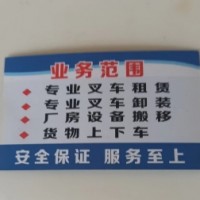 业务范围
专业叉车租赁
专业叉车卸装
厂房设备搬移
货物上下车
安全保证 服务至上